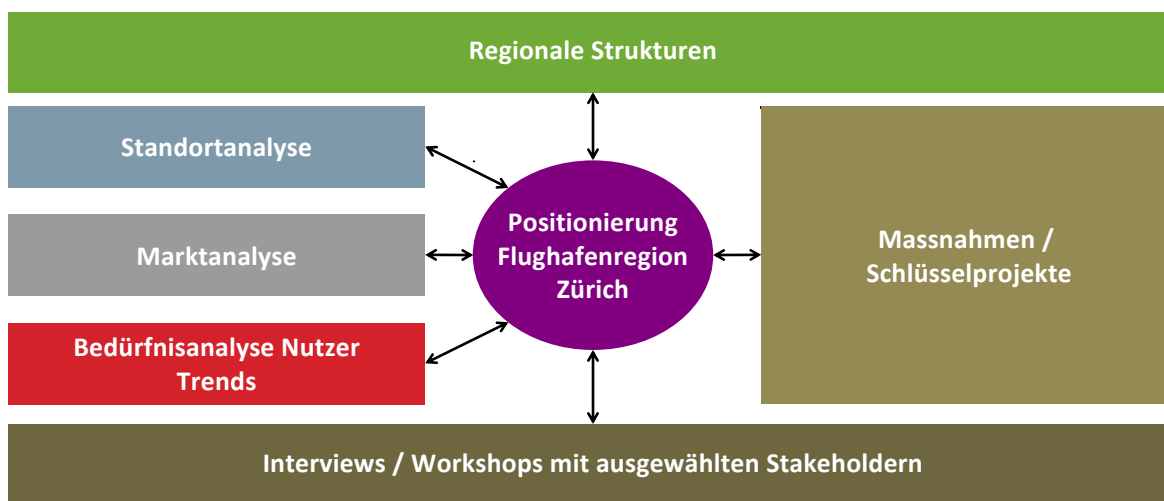 Regionale Strukturen
Standortanalyse
Marktanalyse
Bedürfnisanalyse Nutzer
Trends
Positionierung
Flughafenregion
Zürich
Massnahmen /
Schlüsselprojekte
Interviews / Workshops mit ausgewählten Stakeholdern